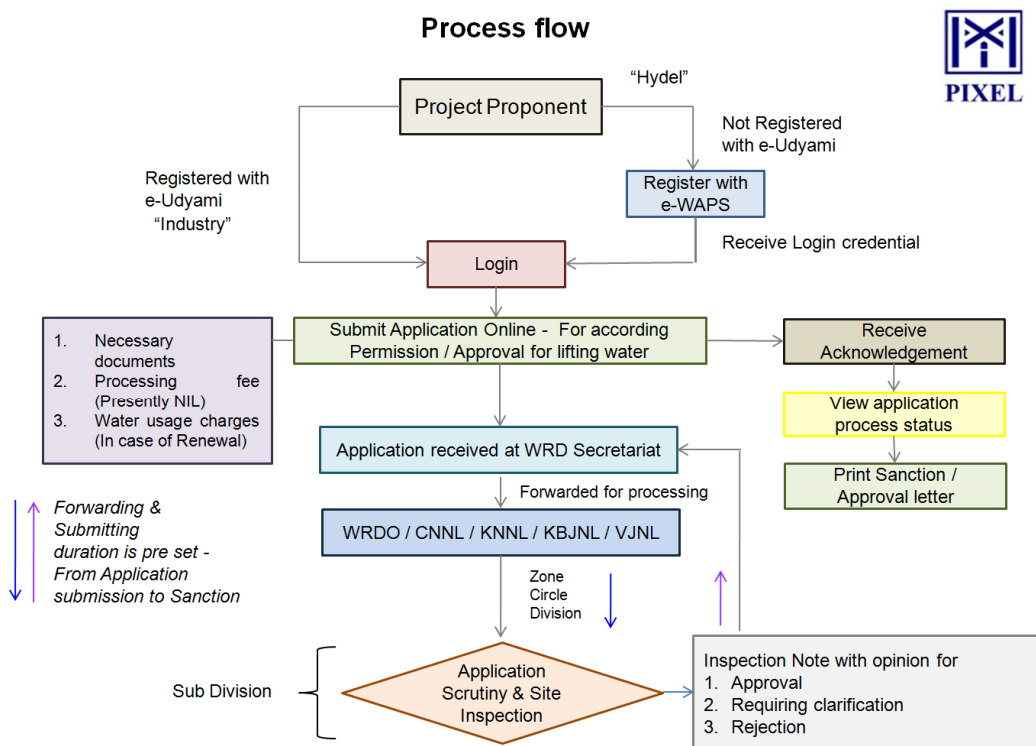 Process flow
PIXEL
“Hydel”
Project Proponent
Not Registered
with e-Udyami
Registered with
e-Udyami
“Industry”
Register with
e-WAPS
Receive Login credential
Login
1. Necessary
documents
2. Processing fee
(Presently NIL)
3. Water usage charges
(In case of Renewal)
Submit Application Online - For according
Permission / Approval for lifting water
Receive
Acknowledgement
View application
process status
Print Sanction /
Approval letter
Application received at WRD Secretariat
Forwarded for processing
WRDO / CNNL / KNNL / KBJNL / VJNL
Forwarding &
Submitting
duration is pre set -
From Application
submission to Sanction
Zone
Circle
Division
Sub Division
Application
Scrutiny & Site
Inspection
Inspection Note with opinion for
1. Approval
2. Requiring clarification
3. Rejection